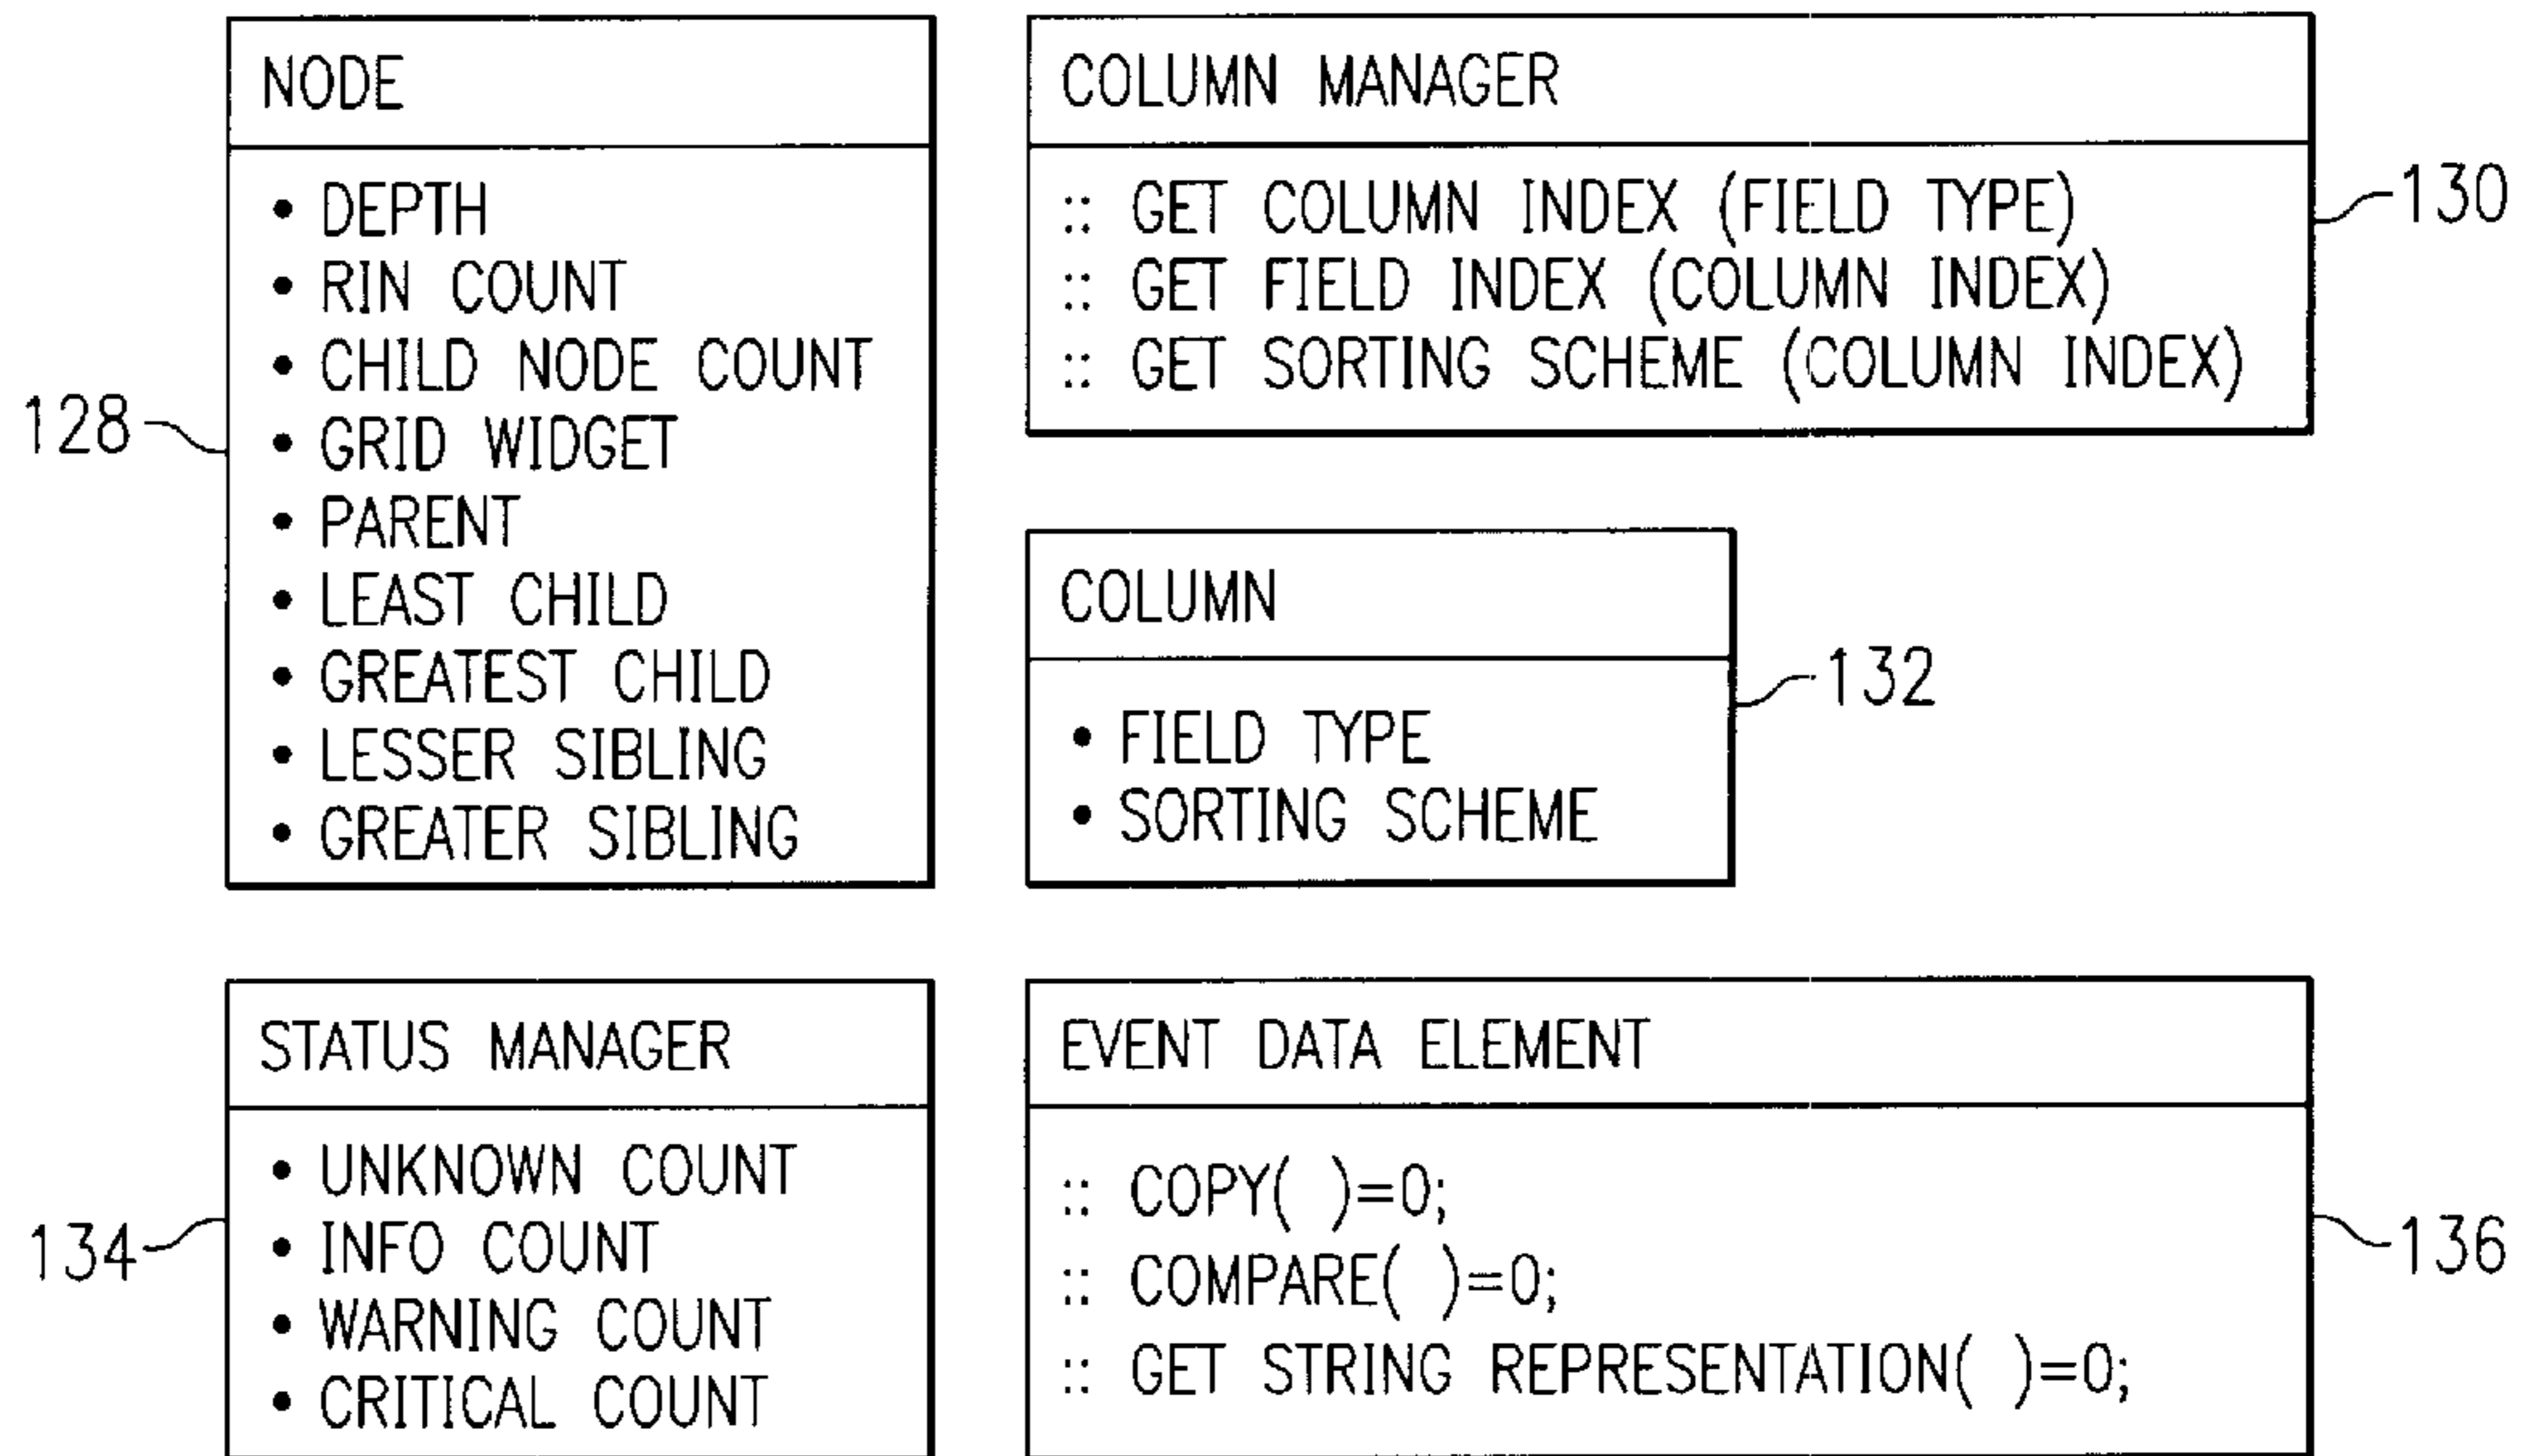 NODE
• DEPTH
• RIN COUNT
• CHILD NODE COUNT
• GRID WIDGET
• PARENT
• LEAST CHILD
• GREATEST CHILD
• LESSER SIBLING
• GREATER SIBLING
128
COLUMN MANAGER
:: GET COLUMN INDEX (FIELD TYPE)
:: GET FIELD INDEX (COLUMN INDEX)
:: GET SORTING SCHEME (COLUMN INDEX)
130
COLUMN
• FIELD TYPE
• SORTING SCHEME
132
STATUS MANAGER
• UNKNOWN COUNT
• INFO COUNT
• WARNING COUNT
• CRITICAL COUNT
134
EVENT DATA ELEMENT
:: COPY( )=0;
:: COMPARE( )=0;
:: GET STRING REPRESENTATION( )=0;
136